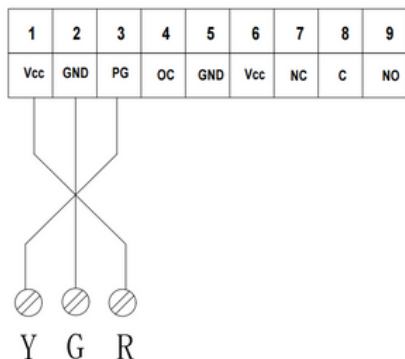 1 2 3 4 5 6 7 8 9
Vcc GND PG OC GND Vcc NC C NO
Y G R